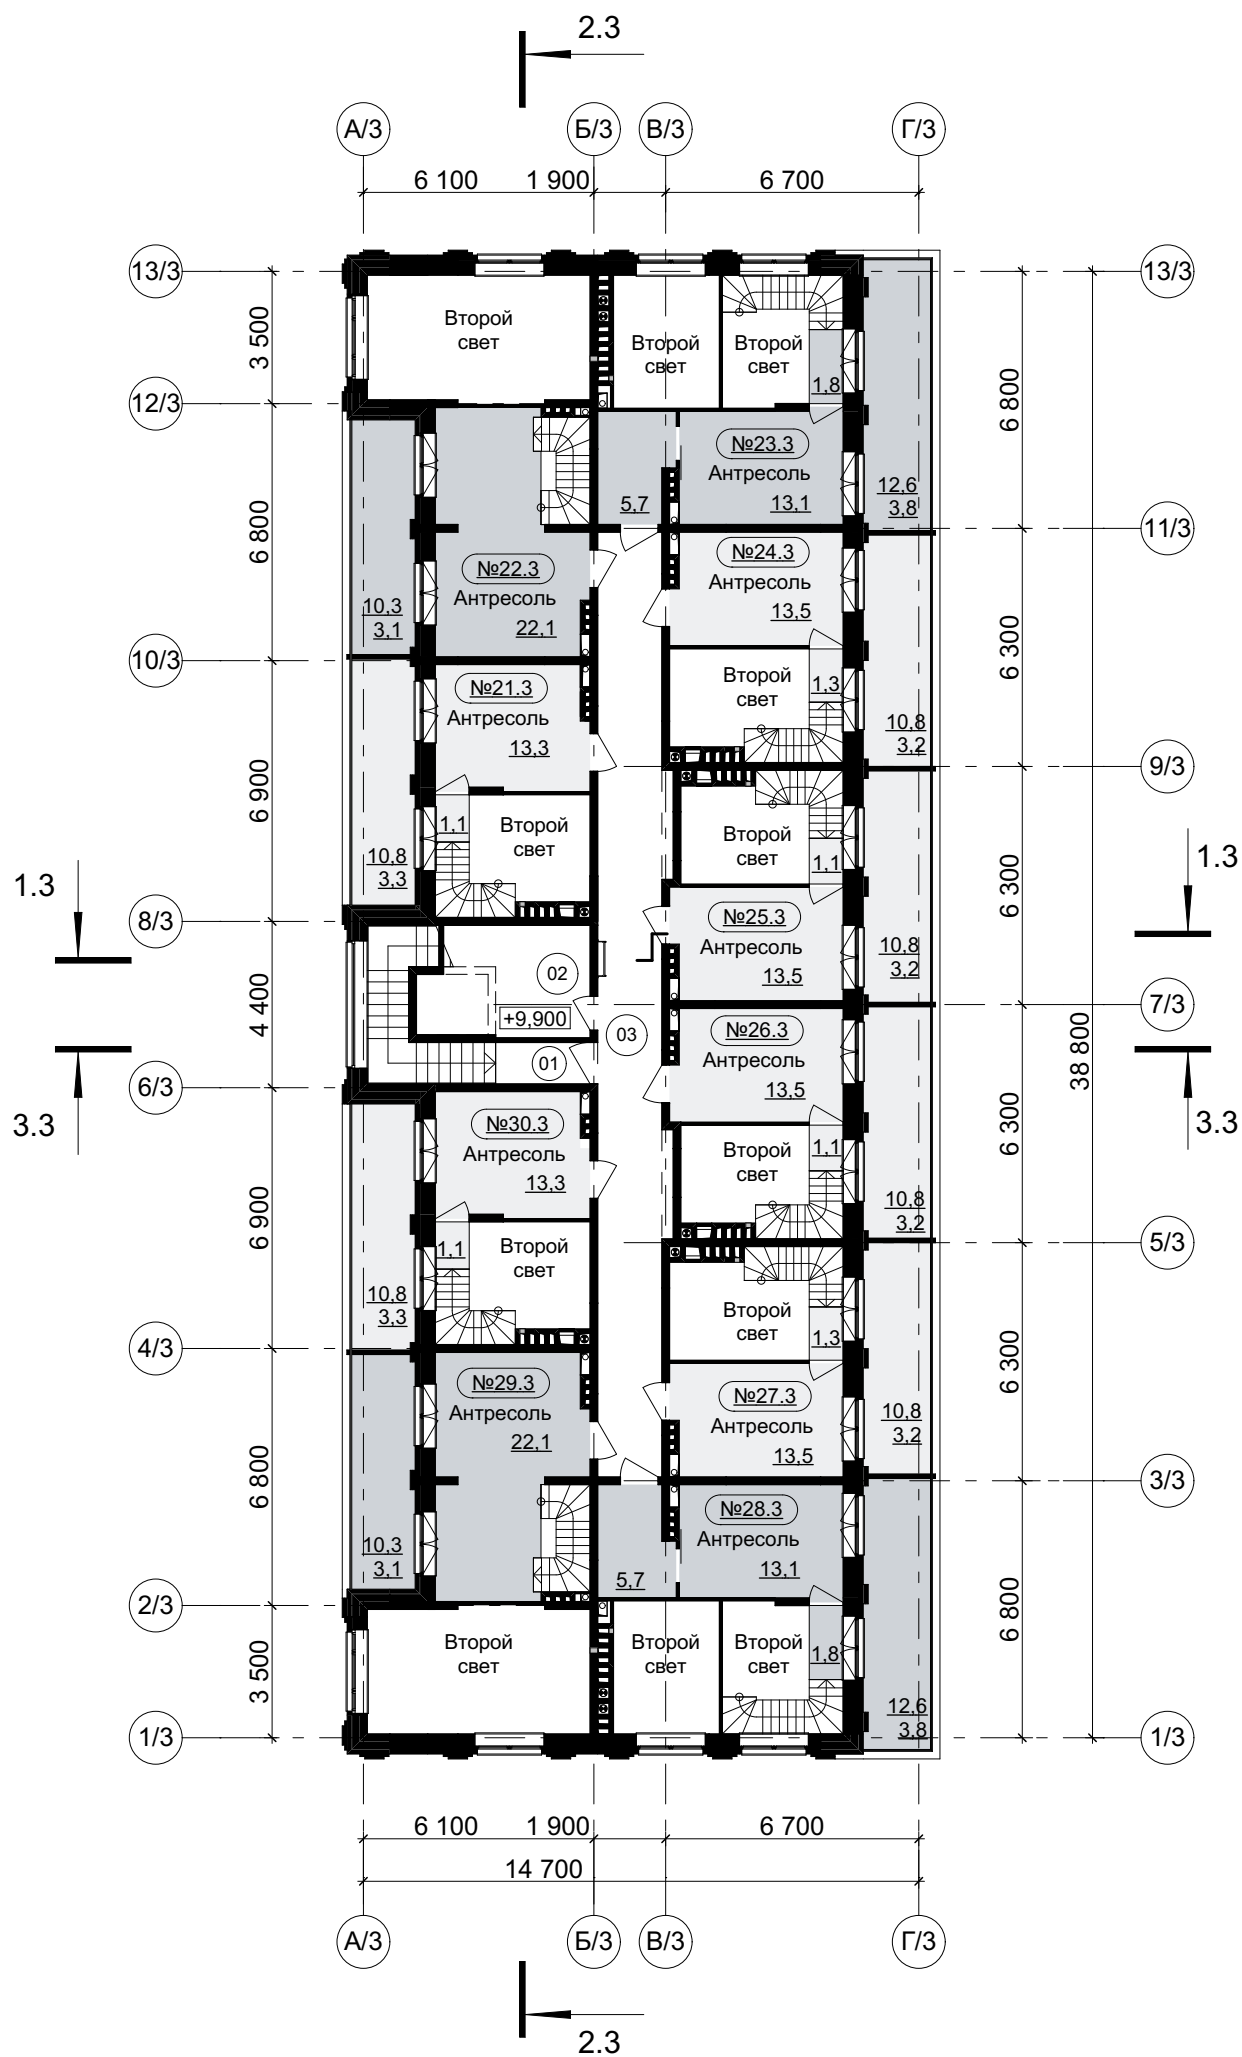 2.3
А/3
Б/3
В/3
Г/3
6 100
1 900
6 700
13/3
13/3
3 500
Второй
свет
Второй
свет
Второй
свет
1,8
12/3
6 800
№23.3
Антресоль
13,1
5,7
12,6
3,8
11/3
6 800
№22.3
Антресоль
22,1
10,3
3,1
№24.3
Антресоль
13,5
10/3
6 300
№21.3
Антресоль
13,3
Второй
свет
1,3
10,8
3,2
9/3
6 900
1,1
Второй
свет
10,8
3,3
Второй
свет
1,1
1.3
1.3
6 300
8/3
№25.3
Антресоль
13,5
10,8
3,2
02
+9,900
4 400
7/3
03
01
№26.3
Антресоль
13,5
38 800
6/3
3.3
3.3
№30.3
Антресоль
13,3
6 300
Второй
свет
1,1
10,8
3,2
6 900
5/3
1,1
Второй
свет
10,8
3,3
Второй
свет
1,3
4/3
6 300
№29.3
Антресоль
22,1
№27.3
Антресоль
13,5
10,8
3,2
3/3
6 800
№28.3
Антресоль
13,1
5,7
10,3
3,1
2/3
6 800
3 500
Второй
свет
Второй
свет
Второй
свет
1,8
12,6
3,8
1/3
1/3
6 100
1 900
6 700
14 700
А/3
Б/3
В/3
Г/3
2.3